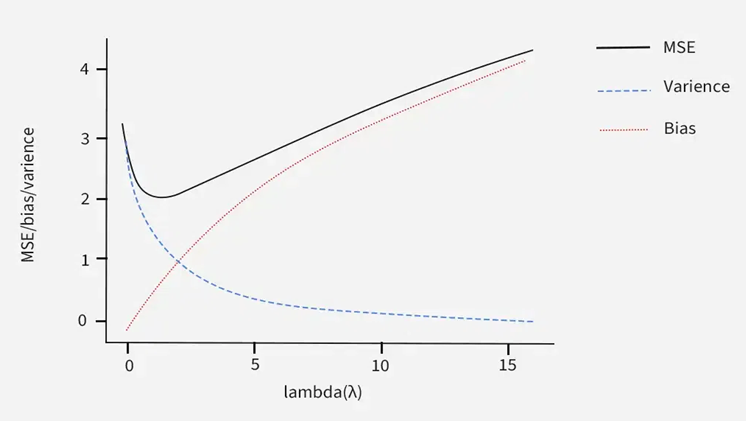 MSE
Varience
Bias
MSE/bias/varience
4
3
2
1
0
0
5
10
15
lambda(λ)